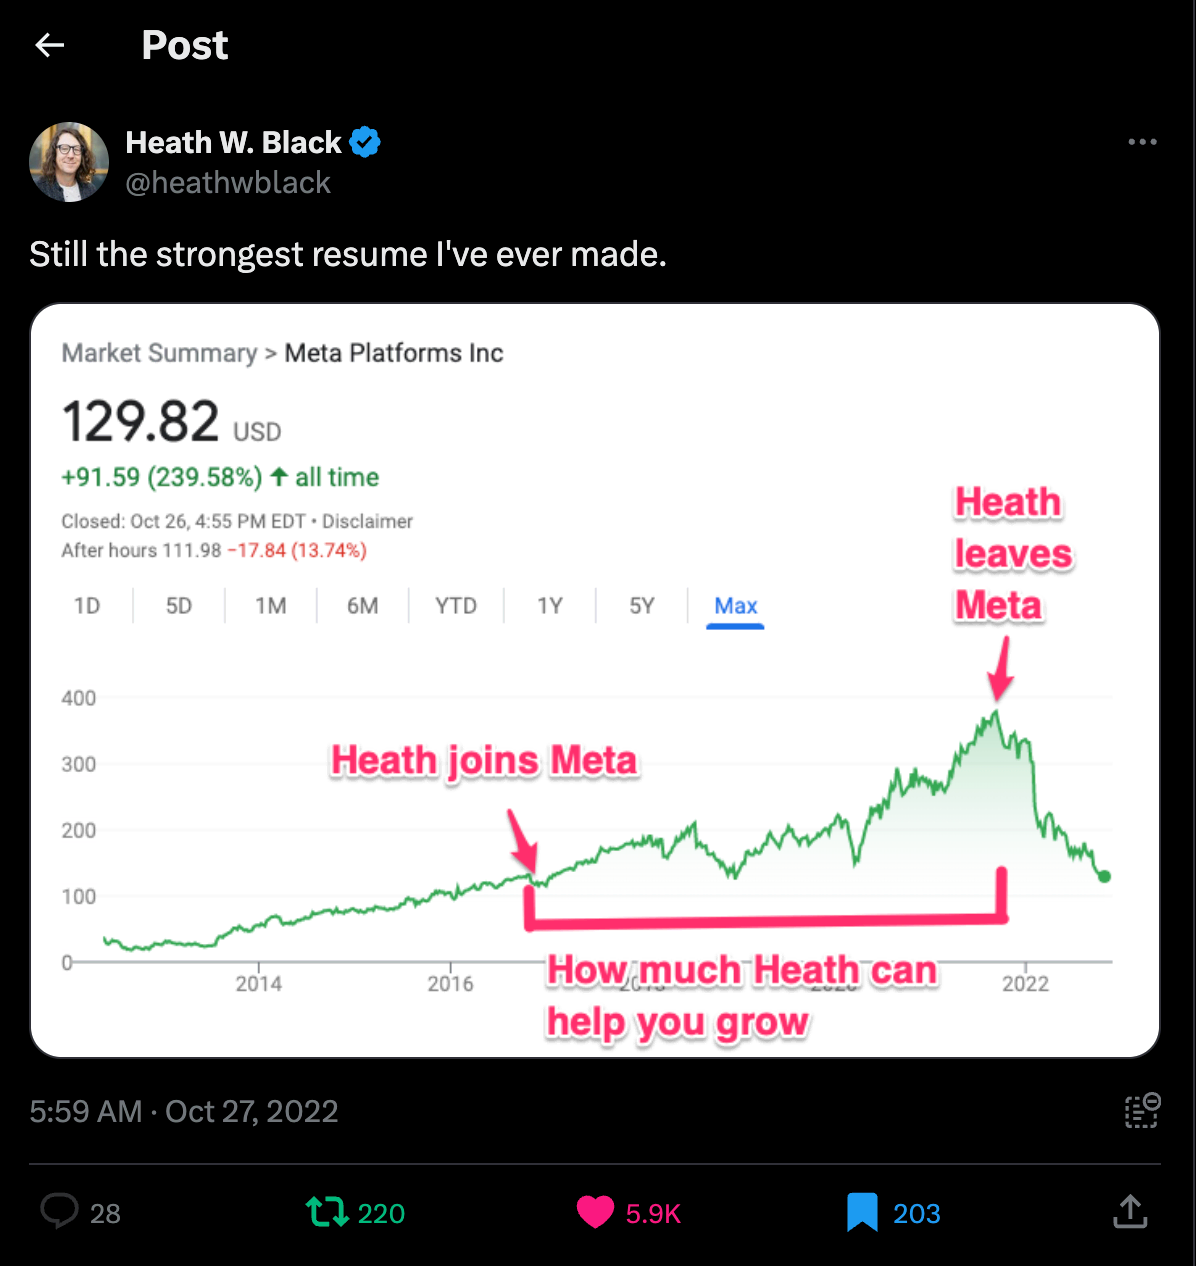 Post
Heath W. Black
@heathwblack
Still the strongest resume I've ever made.
Market Summary > Meta Platforms Inc
129.82 USD
+91.59 (239.58%) ↑ all time
Closed: Oct 26, 4:55 PM EDT • Disclaimer
After hours 111.98 −17.84 (13.74%)
1D 5D 1M 6M YTD 1Y 5Y Max
Heath
leaves
Meta
400
Heath joins Meta
300
200
100
0
2014 2016 2018 2020 2022
How much Heath can
help you grow
5:59 AM · Oct 27, 2022
28 220 5.9K 203